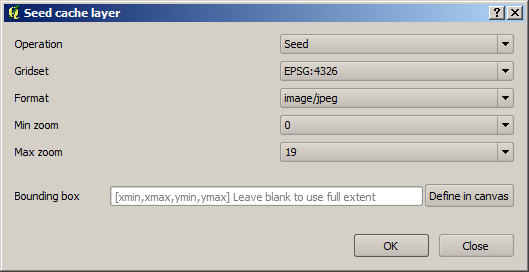 Seed cache layer
Operation Seed
Gridset EPSG:4326
Format image/jpeg
Min zoom 0
Max zoom 19
Bounding box [xmin,xmax,ymin,ymax] Leave blank to use full extent Define in canvas
OK Close